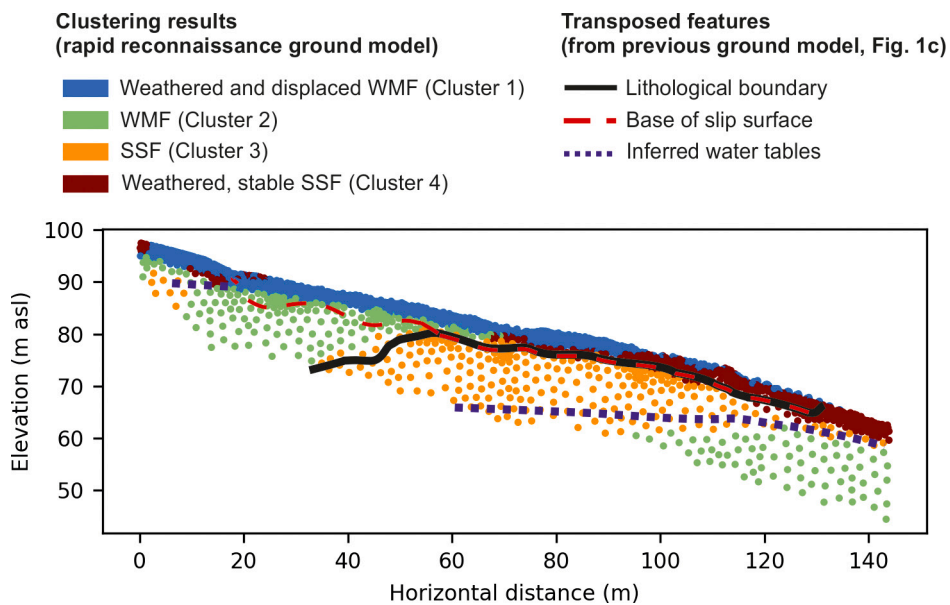 Clustering results
(rapid reconnaissance ground model)
Weathered and displaced WMF (Cluster 1)
WMF (Cluster 2)
SSF (Cluster 3)
Weathered, stable SSF (Cluster 4)
Transposed features
(from previous ground model, Fig. 1c)
Lithological boundary
Base of slip surface
Inferred water tables
100
90
80
70
60
50
Elevation (m asl)
0 20 40 60 80 100 120 140
Horizontal distance (m)